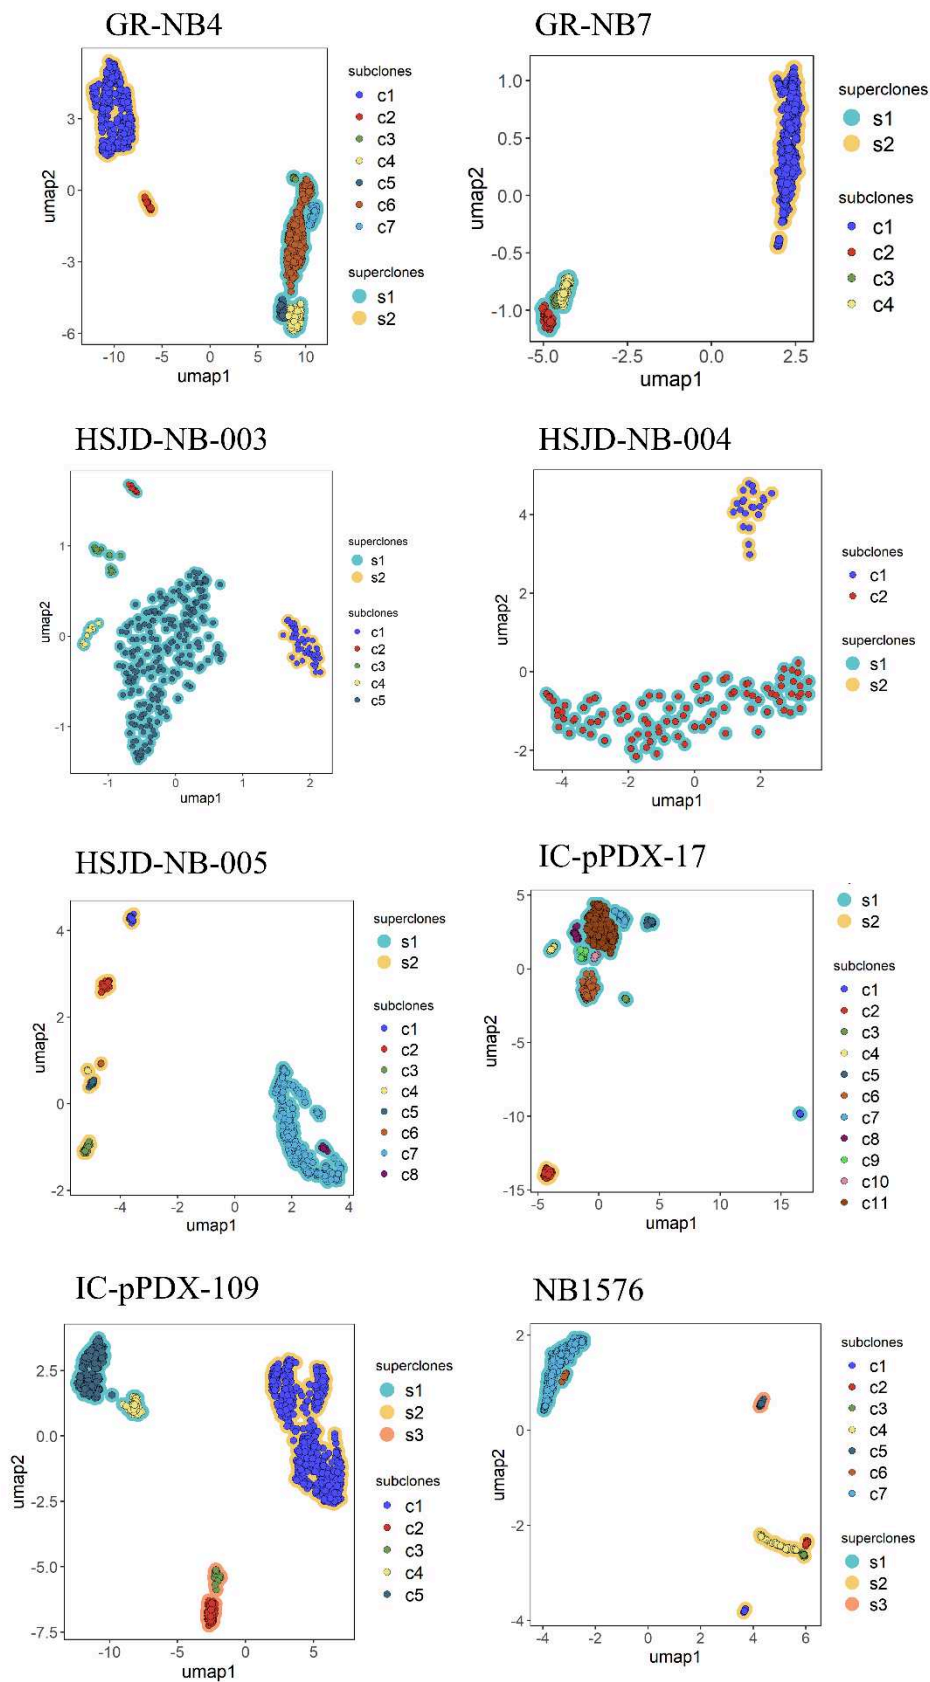 GR-NB4
GR-NB7
umap2
3
0
-3
-6
-10
-5
0
5
10
umap1
subclones
c1
c2
c3
c4
c5
c6
c7
superclones
s1
s2
umap2
1.0
0.5
0.0
-0.5
-1.0
-5.0
-2.5
0.0
2.5
umap1
superclones
s1
s2
subclones
c1
c2
c3
c4
HSJD-NB-003
HSJD-NB-004
umap2
1
0
-1
-1
0
1
2
umap1
superclones
s1
s2
subclones
c1
c2
c3
c4
c5
umap2
4
2
0
-2
-4
-2
0
2
umap1
subclones
c1
c2
superclones
s1
s2
HSJD-NB-005
IC-pPDX-17
umap2
4
2
0
-2
-4
-2
0
2
4
umap1
superclones
s1
s2
subclones
c1
c2
c3
c4
c5
c6
c7
c8
umap2
5
0
-5
-10
-15
-5
0
5
10
15
umap1
s1
s2
subclones
c1
c2
c3
c4
c5
c6
c7
c8
c9
c10
c11
IC-pPDX-109
NB1576
umap2
2.5
0.0
-2.5
-5.0
-7.5
-10
-5
0
5
umap1
superclones
s1
s2
s3
subclones
c1
c2
c3
c4
c5
umap2
2
0
-2
-4
-4
-2
0
2
4
6
umap1
subclones
c1
c2
c3
c4
c5
c6
c7
superclones
s1
s2
s3